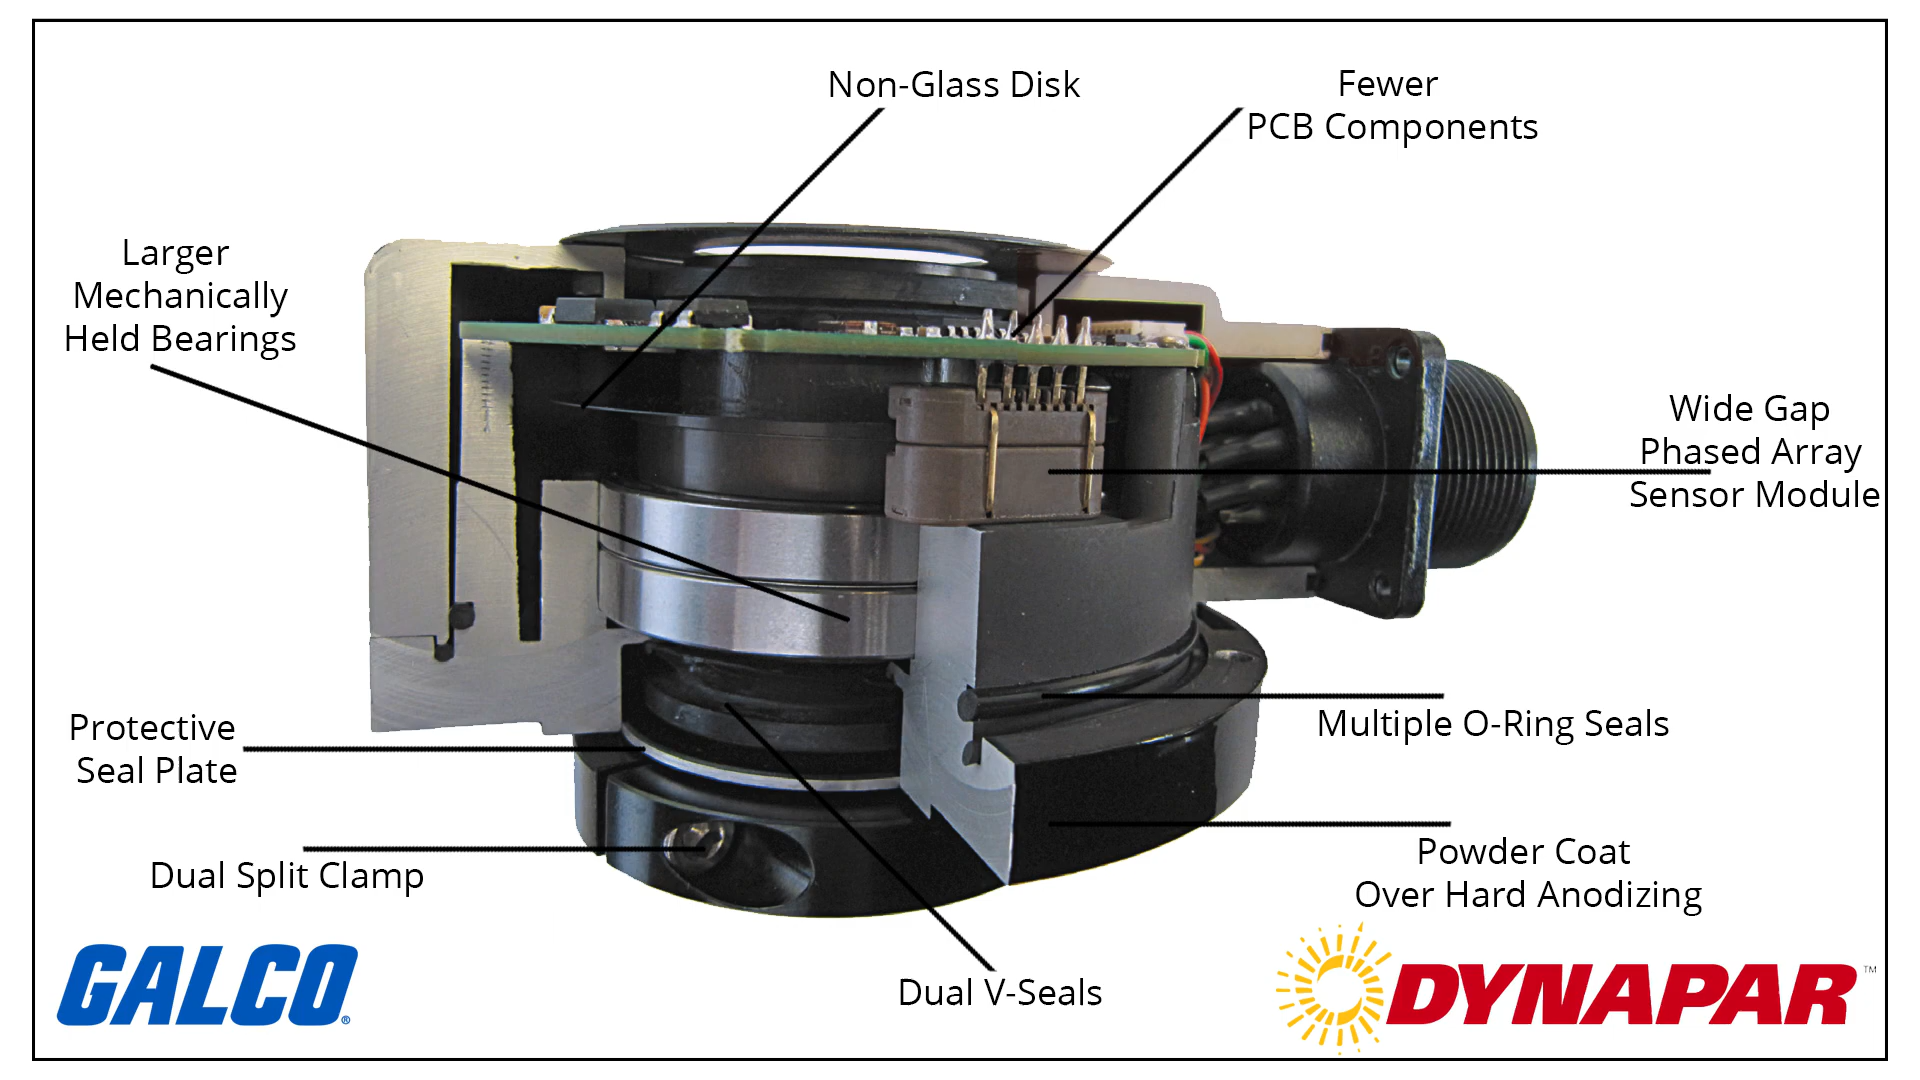 Non-Glass Disk
Fewer
PCB Components
Larger
Mechanically
Held Bearings
Wide Gap
Phased Array
Sensor Module
Protective
Seal Plate
Multiple O-Ring Seals
Dual Split Clamp
Powder Coat
Over Hard Anodizing
Dual V-Seals
GALCO®
DYNAPAR™